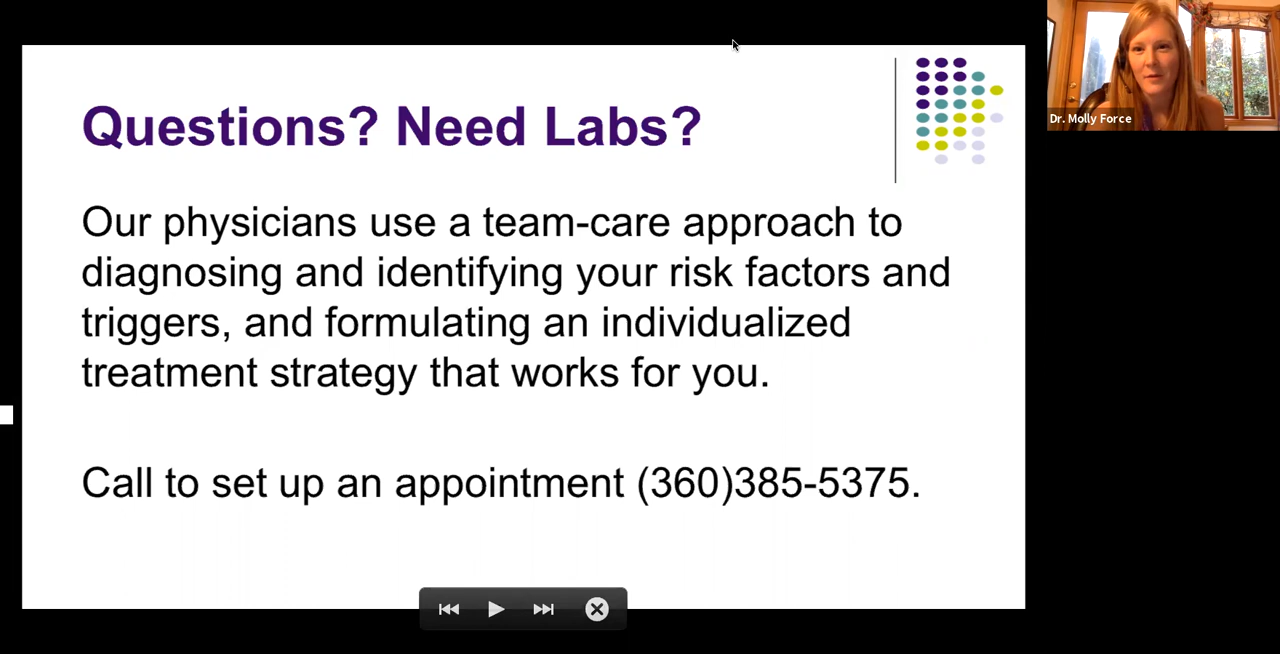 Questions? Need Labs?
Dr. Molly Force
Our physicians use a team-care approach to
diagnosing and identifying your risk factors and
triggers, and formulating an individualized
treatment strategy that works for you.
Call to set up an appointment (360)385-5375.